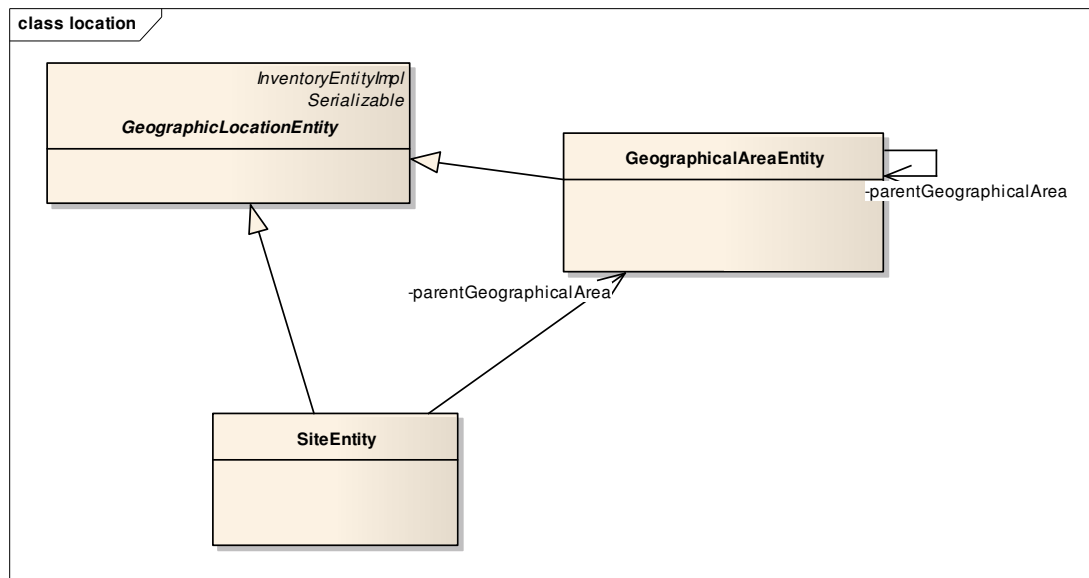 class location
InventoryEntityImpl
Serializable
GeographicLocationEntity
GeographicalAreaEntity
-parentGeographicalArea
-parentGeographicalArea
SiteEntity